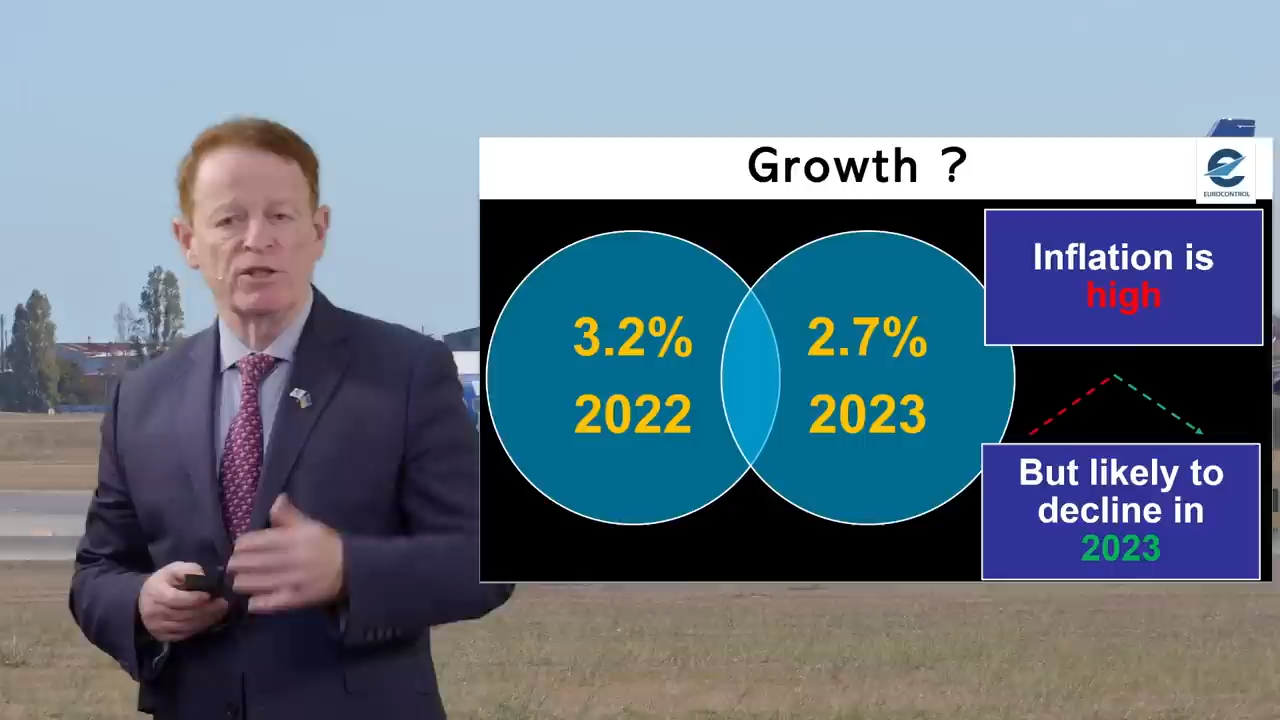 Growth ?
EUROCONTROL
3.2%
2022
2.7%
2023
Inflation is
high
But likely to
decline in
2023